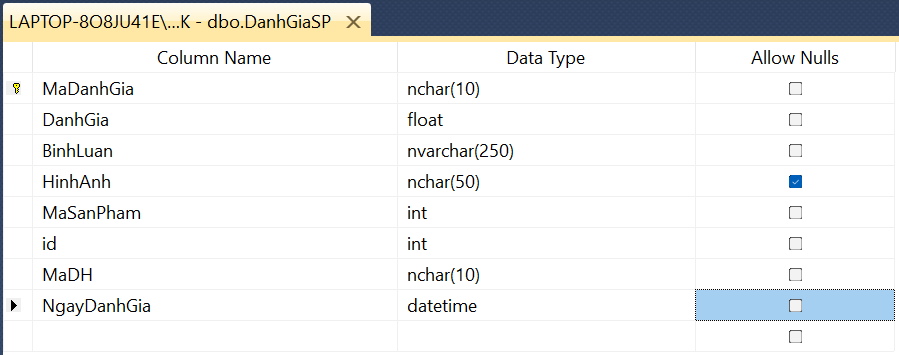 LAPTOP-8O8JU41E\...K - dbo.DanhGiaSP
Column Name Data Type Allow Nulls
MaDanhGia nchar(10)
DanhGia float
BinhLuan nvarchar(250)
HinhAnh nchar(50)
MaSanPham int
id int
MaDH nchar(10)
NgayDanhGia datetime